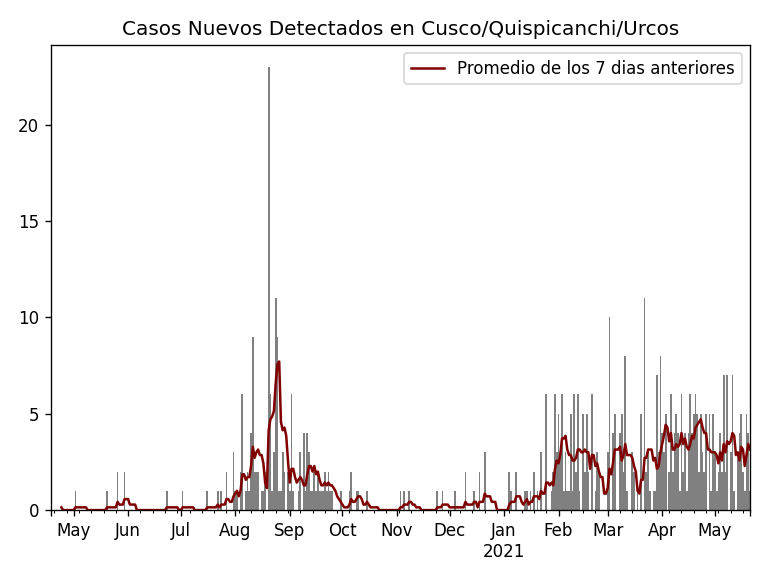 Casos Nuevos Detectados en Cusco/Quispicanchi/Urcos
Promedio de los 7 dias anteriores
20
15
10
5
0
May Jun Jul Aug Sep Oct Nov Dec Jan Feb Mar Apr May
2021